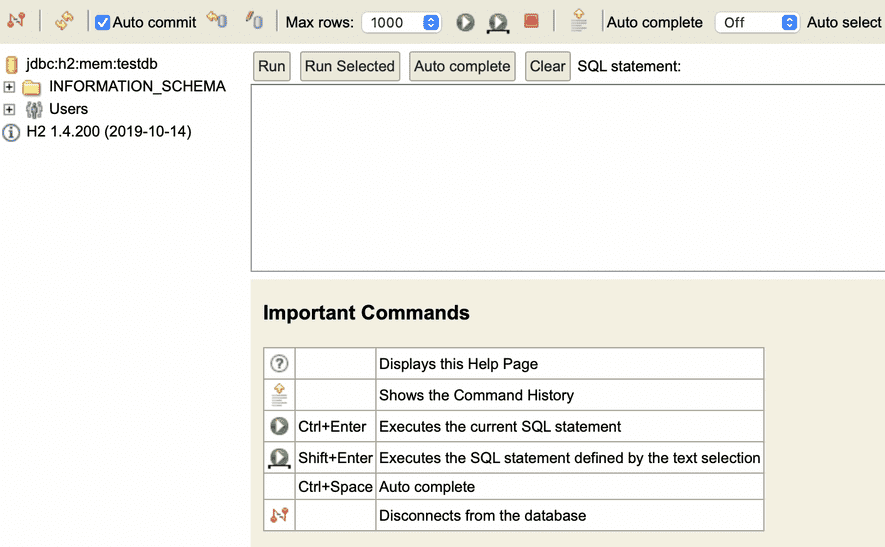 Auto commit Max rows: 1000 Auto complete Off Auto select
jdbc:h2:mem:testdb
INFORMATION_SCHEMA
Users
H2 1.4.200 (2019-10-14)
Run Run Selected Auto complete Clear SQL statement:
Important Commands
Displays this Help Page
Shows the Command History
Ctrl+Enter Executes the current SQL statement
Shift+Enter Executes the SQL statement defined by the text selection
Ctrl+Space Auto complete
Disconnects from the database